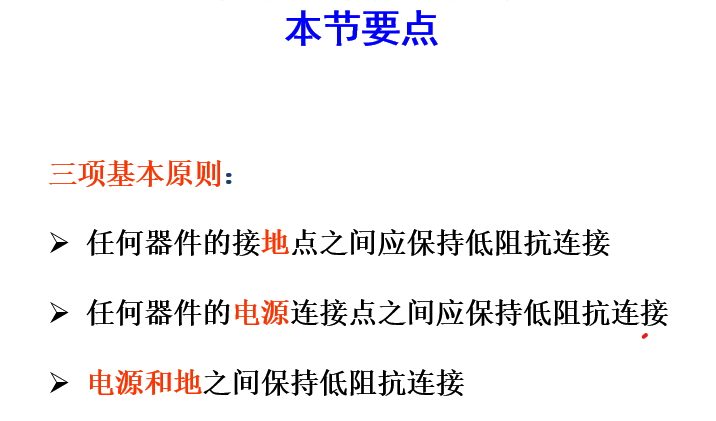 本节要点
三项基本原则：
➢ 任何器件的接地点之间应保持低阻抗连接
➢ 任何器件的电源连接点之间应保持低阻抗连接
➢ 电源和地之间保持低阻抗连接